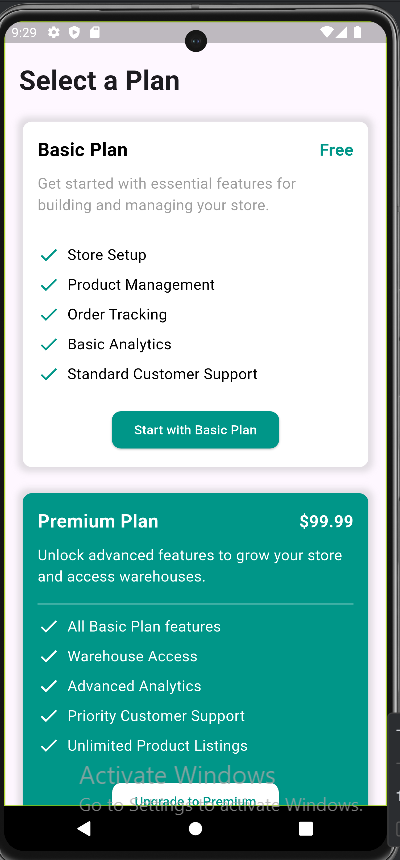 9:29
Select a Plan
Basic Plan
Free
Get started with essential features for
building and managing your store.
Store Setup
Product Management
Order Tracking
Basic Analytics
Standard Customer Support
Start with Basic Plan
Premium Plan
$99.99
Unlock advanced features to grow your store
and access warehouses.
All Basic Plan features
Warehouse Access
Advanced Analytics
Priority Customer Support
Unlimited Product Listings
Activate Windows
Upgrade to Premium
Go to Settings to activate Windows.